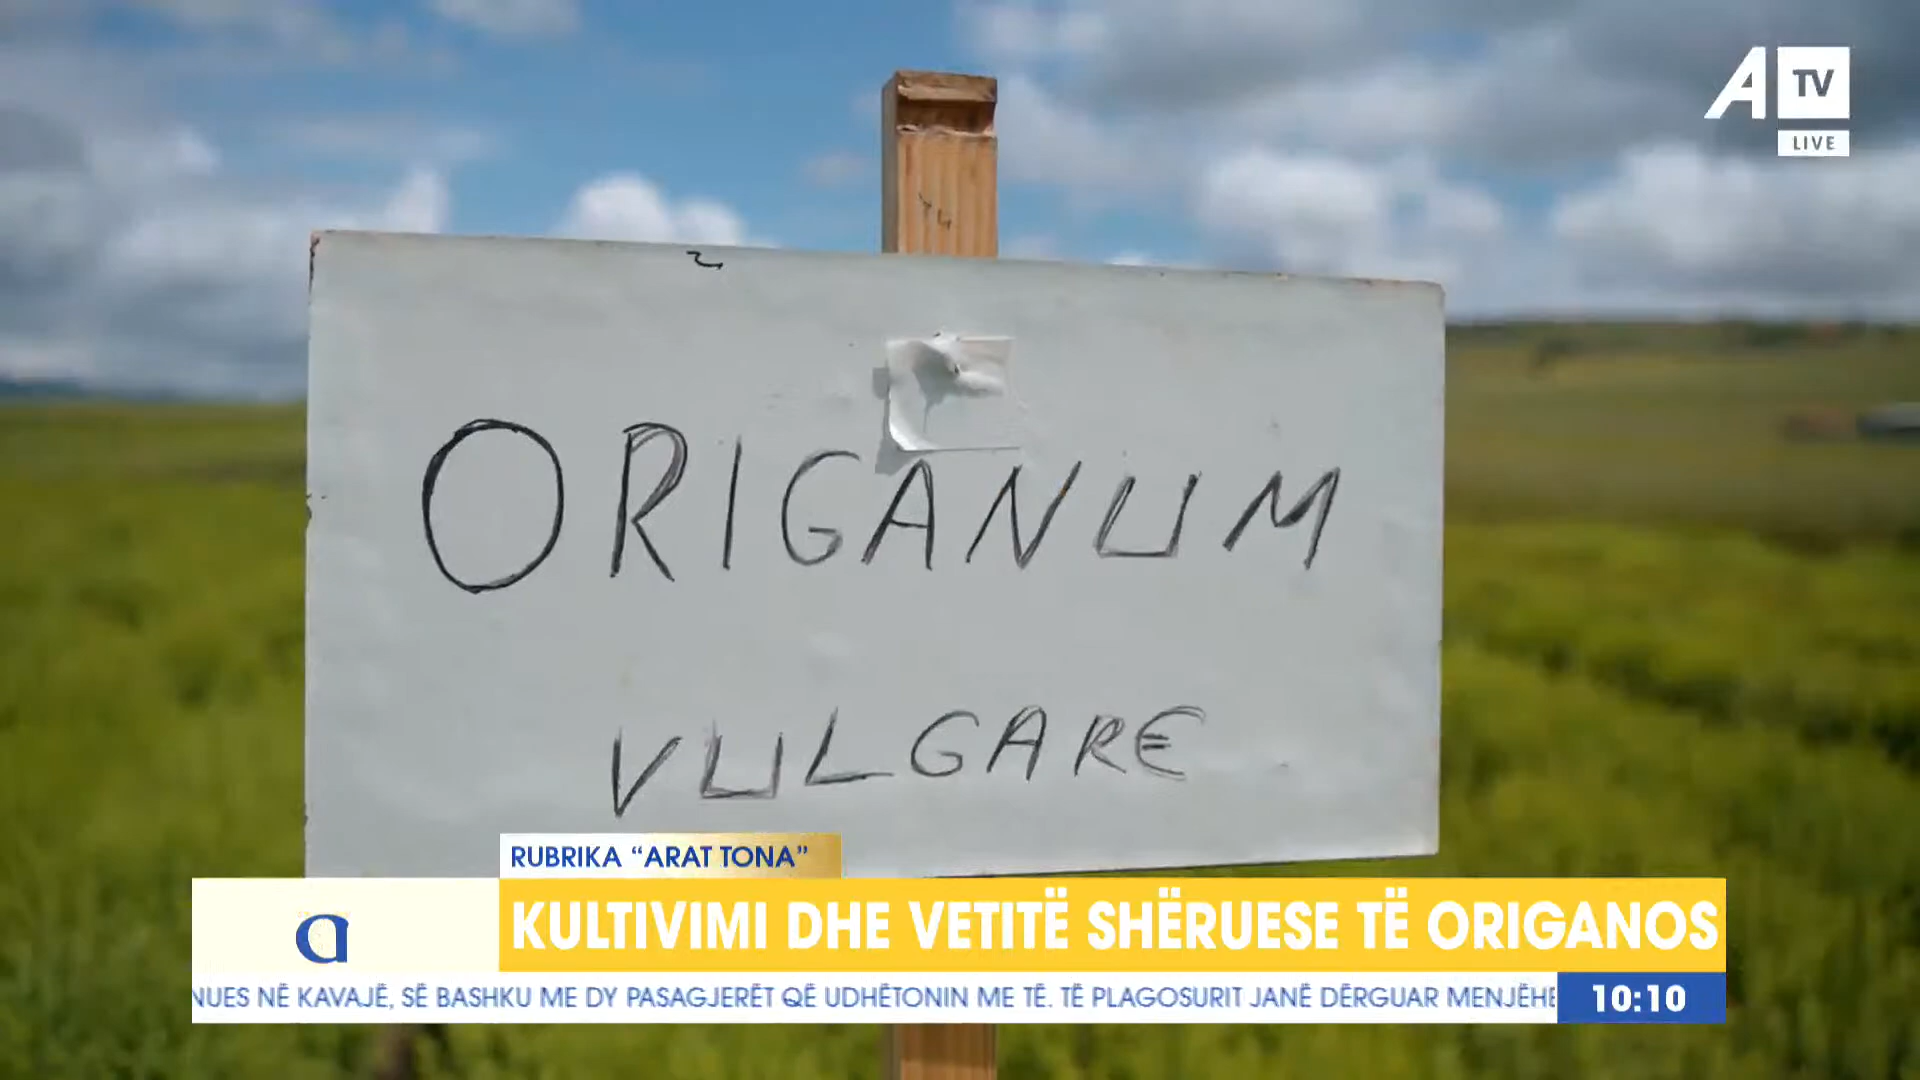 A TV
LIVE
ORIGANUM
VULGARE
RUBRIKA “ARAT TONA”
a KULTIVIMI DHE VETITË SHËRUESE TË ORIGANOS
NUES NË KAVAJË, SË BASHKU ME DY PASAGJERËT QË UDHËTONIN ME TË. TË PLAGOSURIT JANË DËRGUAR MENJËHE 10:10